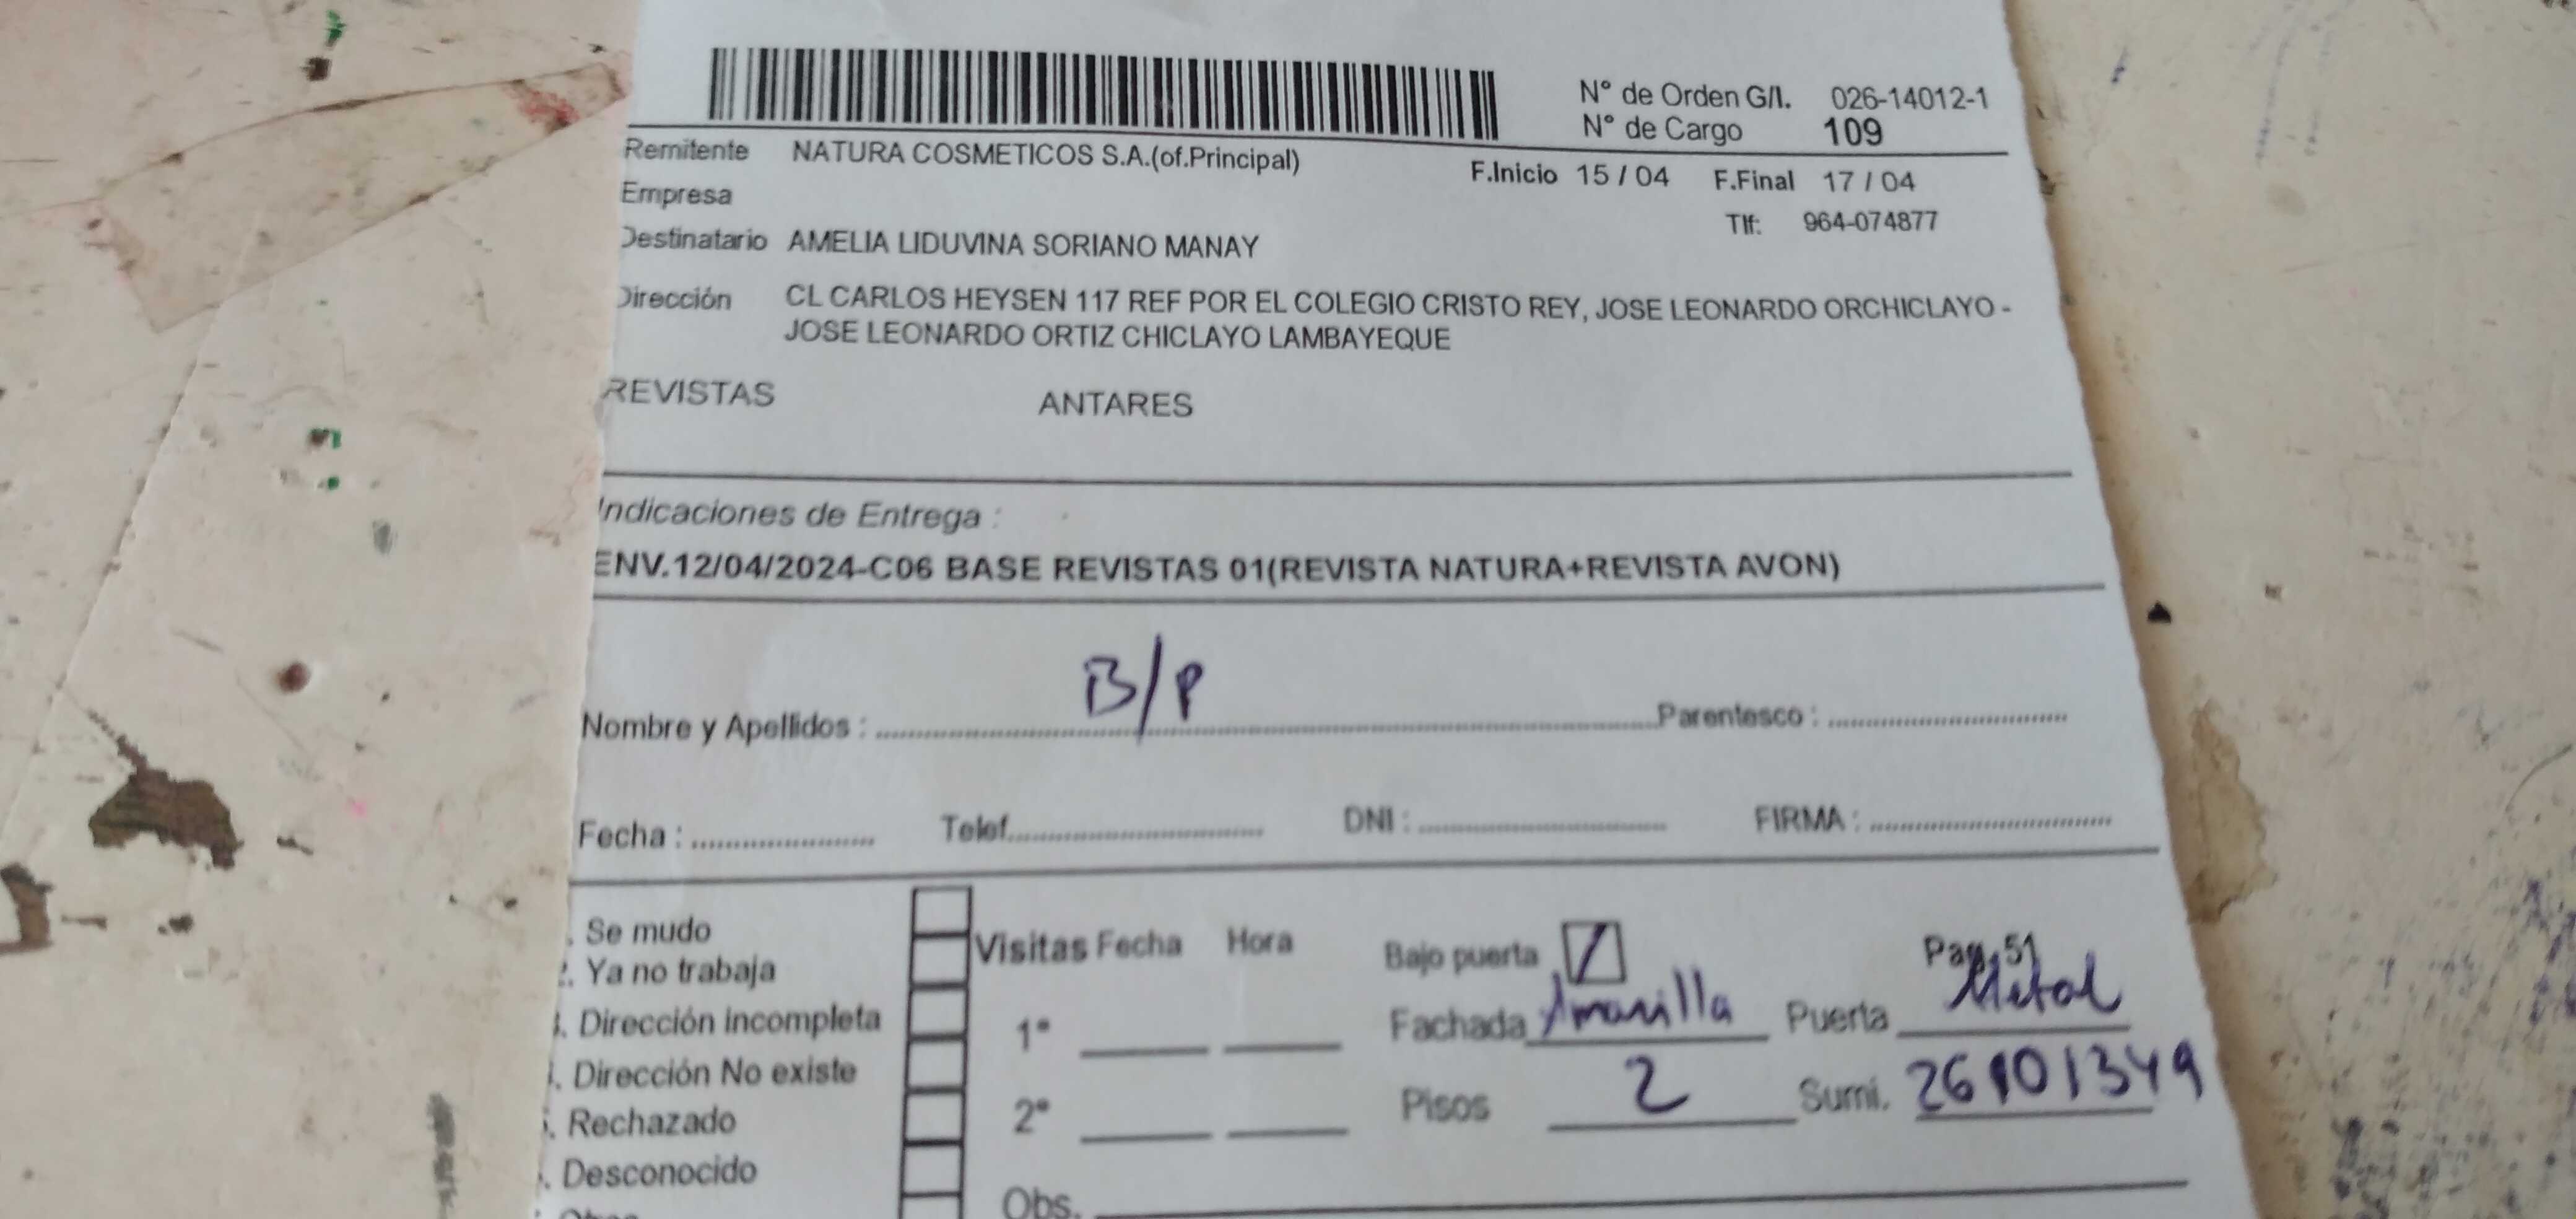 N° de Orden G/I. 026-14012-1
N° de Cargo 109
Remitente NATURA COSMETICOS S.A.(of.Principal)
F.Inicio 15 / 04 F.Final 17 / 04
Empresa
Tlf: 964-074877
Destinatario AMELIA LIDUVINA SORIANO MANAY
Dirección CL CARLOS HEYSEN 117 REF POR EL COLEGIO CRISTO REY, JOSE LEONARDO ORCHICLAYO -
JOSE LEONARDO ORTIZ CHICLAYO LAMBAYEQUE
REVISTAS ANTARES
Indicaciones de Entrega :
ENV.12/04/2024-C06 BASE REVISTAS 01(REVISTA NATURA+REVISTA AVON)
B/P
Nombre y Apellidos : Parentesco :
Fecha : Telef. DNI : FIRMA :
. Se mudo
2. Ya no trabaja
3. Dirección incompleta
4. Dirección No existe
5. Rechazado
. Desconocido
Visitas Fecha Hora
1°
2°
Obs.
Bajo puerta / Pag. 51
Fachada Amarilla Puerta Metal
Pisos 2 Sumi. 26101349